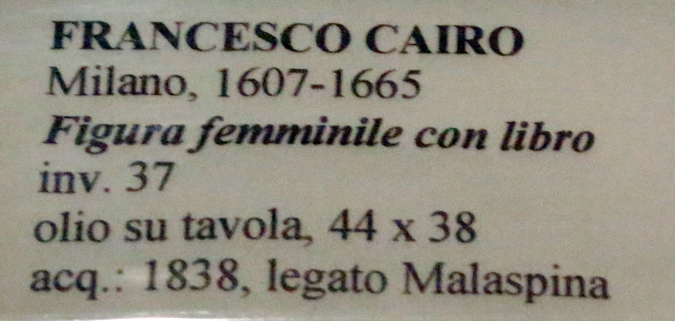 FRANCESCO CAIRO
Milano, 1607-1665
Figura femminile con libro
inv. 37
olio su tavola, 44 x 38
acq.: 1838, legato Malaspina